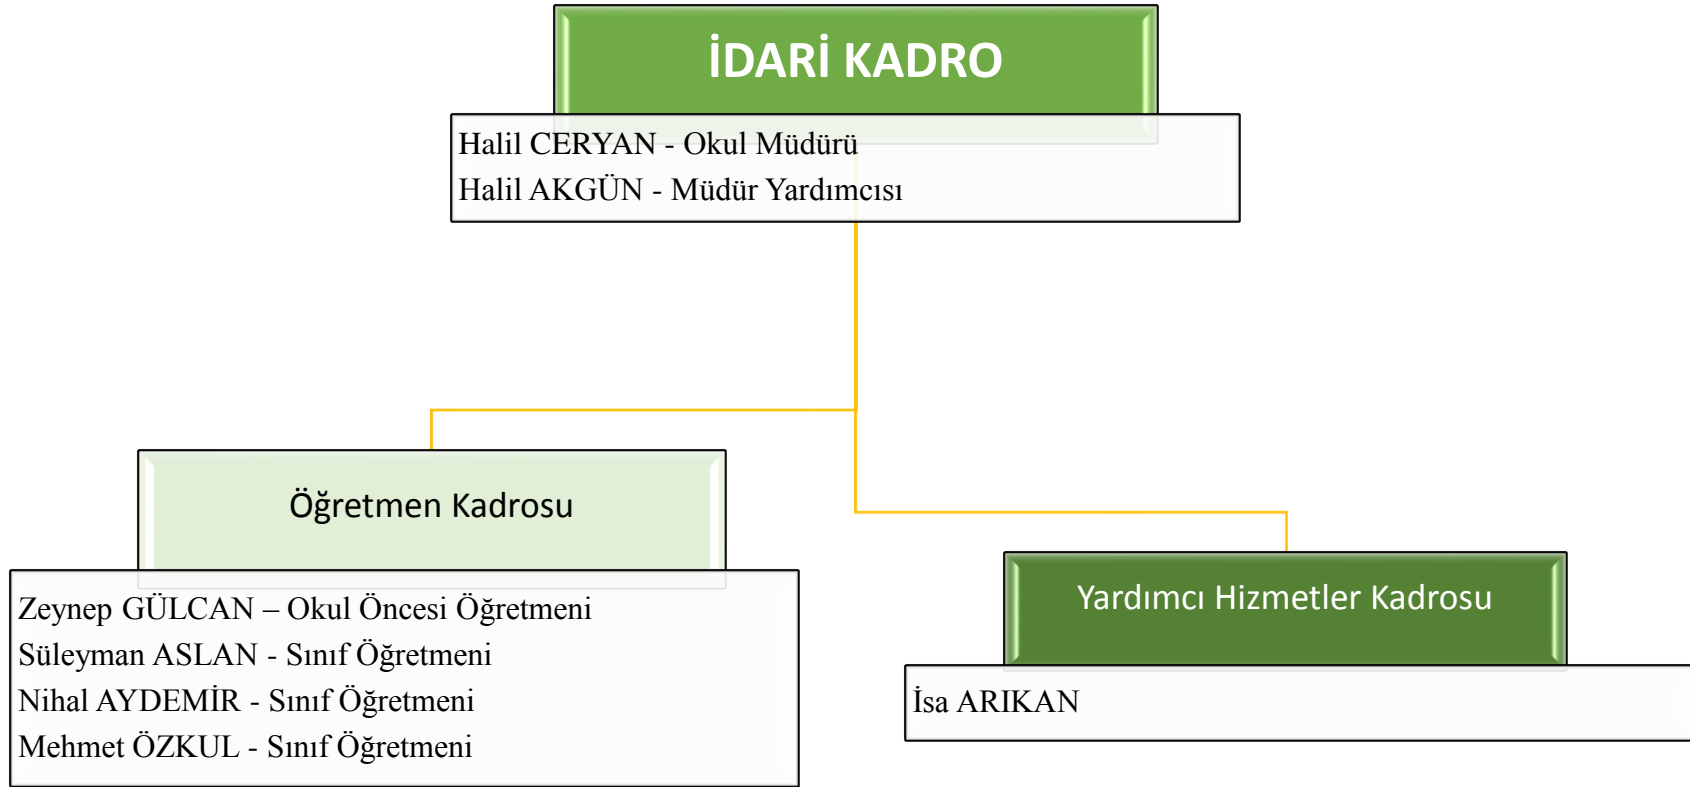 İDARİ KADRO
Halil CERYAN - Okul Müdürü
Halil AKGÜN - Müdür Yardımcısı
Öğretmen Kadrosu
Zeynep GÜLCAN – Okul Öncesi Öğretmeni
Süleyman ASLAN - Sınıf Öğretmeni
Nihal AYDEMİR - Sınıf Öğretmeni
Mehmet ÖZKUL - Sınıf Öğretmeni
Yardımcı Hizmetler Kadrosu
İsa ARIKAN